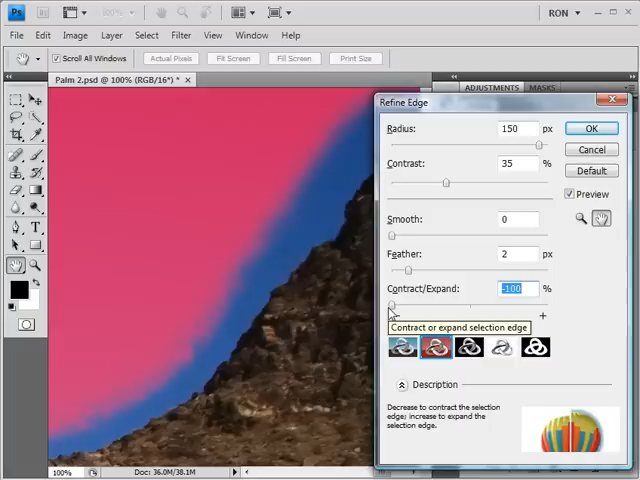 Ps
100%
RON
File Edit Image Layer Select Filter View Window Help
Scroll All Windows Actual Pixels Fit Screen Fill Screen Print Size
Palm 2.psd @ 100% (RGB/16*) * ×
ADJUSTMENTS MASKS
Refine Edge
Radius: 150 px
OK
Contrast: 35 %
Cancel
Default
Preview
Smooth: 0
Feather: 2 px
Contract/Expand: -100 %
Contract or expand selection edge
Description
Decrease to contract the selection
edge; increase to expand the
selection edge.
100% Doc: 36.0M/38.1M